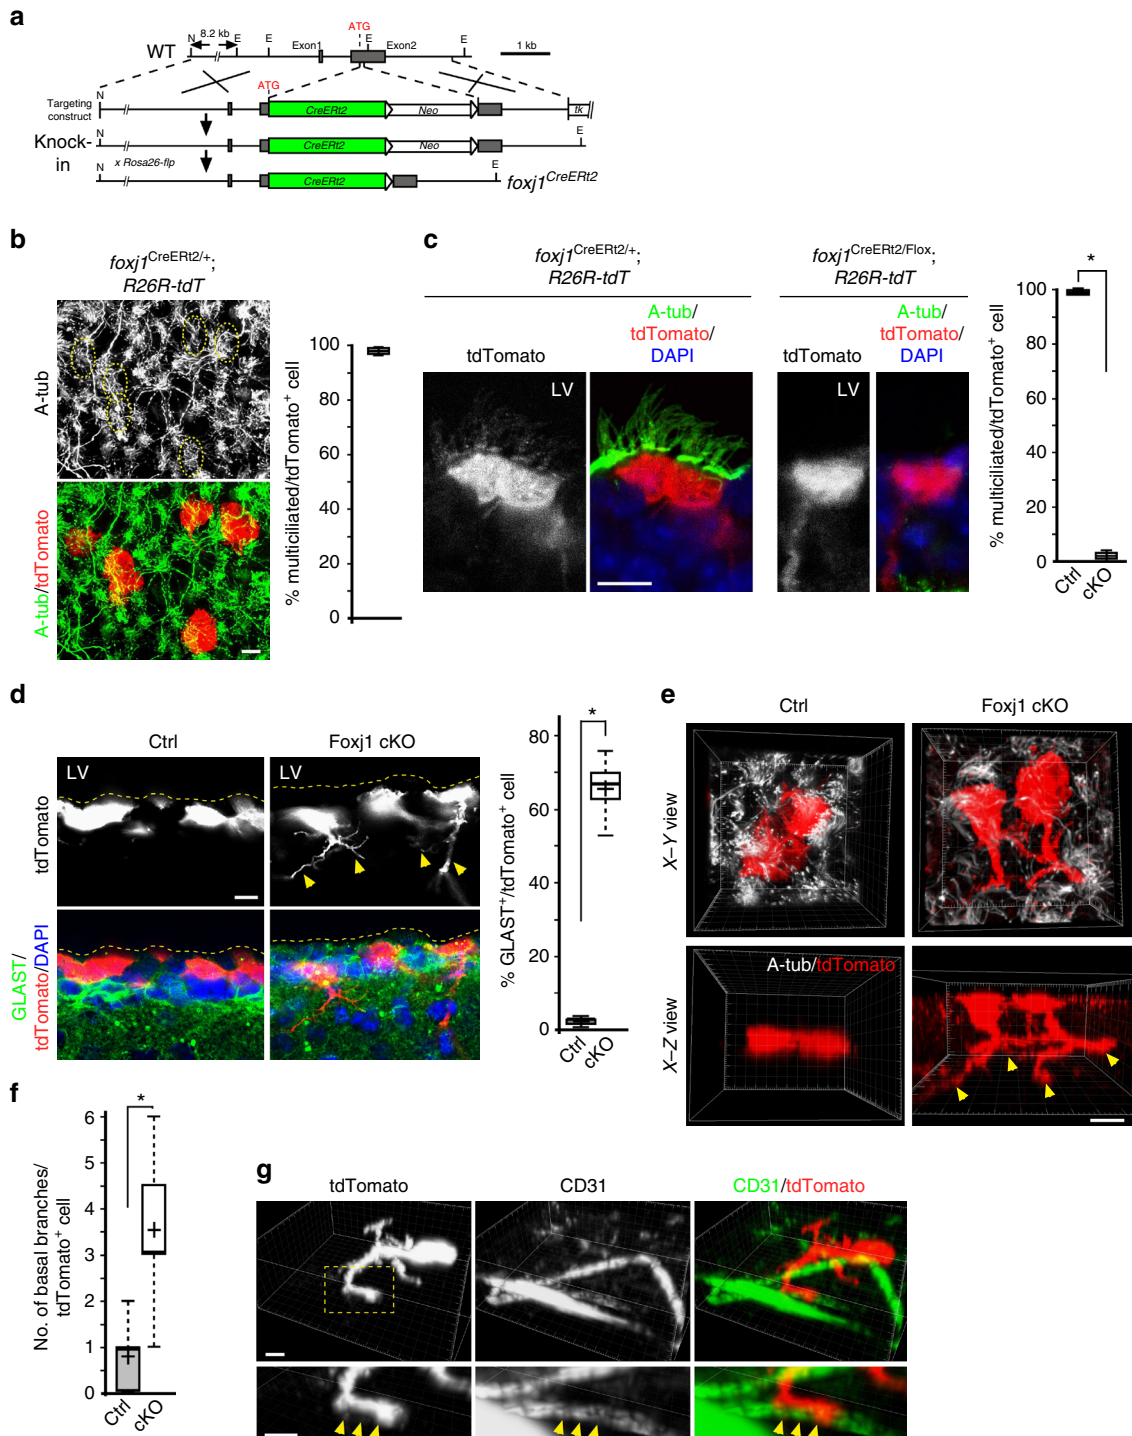 a
WT
N
8.2 kb
E
E
Exon1
ATG
E
Exon2
E
1 kb
Targeting
construct
N
ATG
CreERt2
Neo
tk
Knock-
in
N
CreERt2
Neo
E
N
x Rosa26-flp
CreERt2
E
foxj1CreERt2
b
foxj1CreERt2/+;
R26R-tdT
A-tub
A-tub/tdTomato
% multiciliated/tdTomato+ cell
100
80
60
40
20
0
c
foxj1CreERt2/+;
R26R-tdT
foxj1CreERt2/Flox;
R26R-tdT
tdTomato
A-tub/
tdTomato/
DAPI
tdTomato
A-tub/
tdTomato/
DAPI
LV
LV
% multiciliated/tdTomato+ cell
*
100
80
60
40
20
0
Ctrl
cKO
d
Ctrl
Foxj1 cKO
LV
LV
tdTomato
GLAST/
tdTomato/DAPI
% GLAST+/tdTomato+ cell
*
80
60
40
20
0
Ctrl
cKO
e
Ctrl
Foxj1 cKO
X–Y view
X–Z view
A-tub/tdTomato
f
No. of basal branches/
tdTomato+ cell
*
6
5
4
3
2
1
0
Ctrl
cKO
g
tdTomato
CD31
CD31/tdTomato